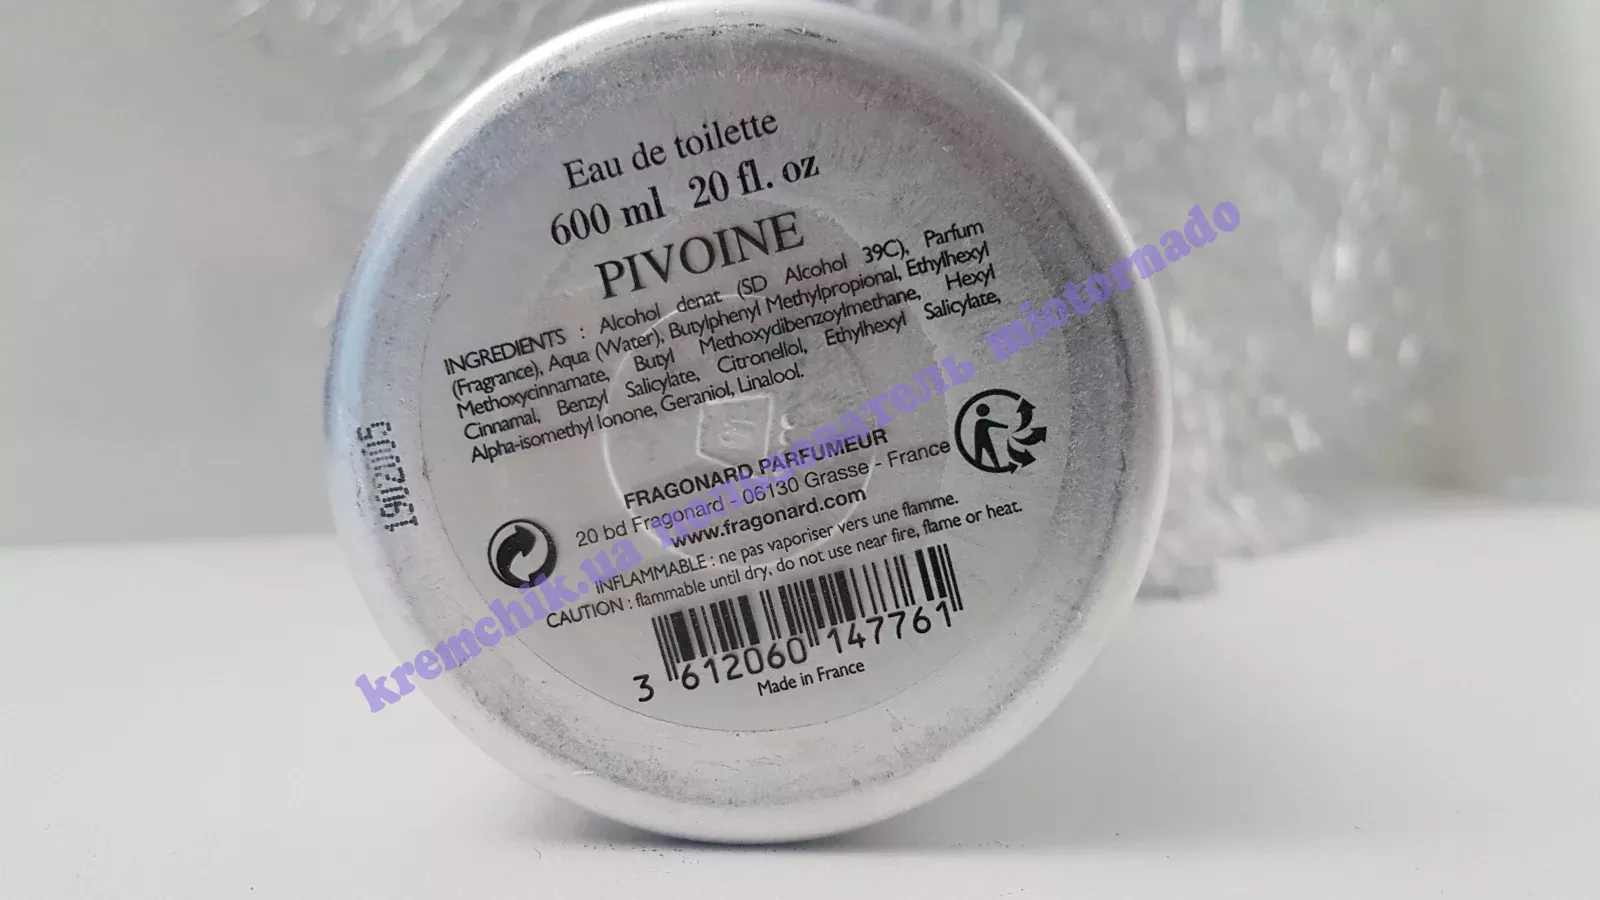 Eau de toilette
600 ml 20 fl. oz
PIVOINE
INGREDIENTS : Alcohol denat (SD Alcohol 39C), Parfum
(Fragrance), Aqua (Water), Butylphenyl Methylpropional, Ethylhexyl
Methoxycinnamate, Butyl Methoxydibenzoylmethane, Hexyl
Cinnamal, Benzyl Salicylate, Citronellol, Ethylhexyl Salicylate,
Alpha-isomethyl Ionone, Geraniol, Linalool.
FRAGONARD PARFUMEUR
20 bd Fragonard - 06130 Grasse - France
www.fragonard.com
INFLAMMABLE : ne pas vaporiser vers une flamme.
CAUTION : flammable until dry, do not use near fire, flame or heat.
3 612060 147761
Made in France
1902005
kremchik.ua пользователь miotornado